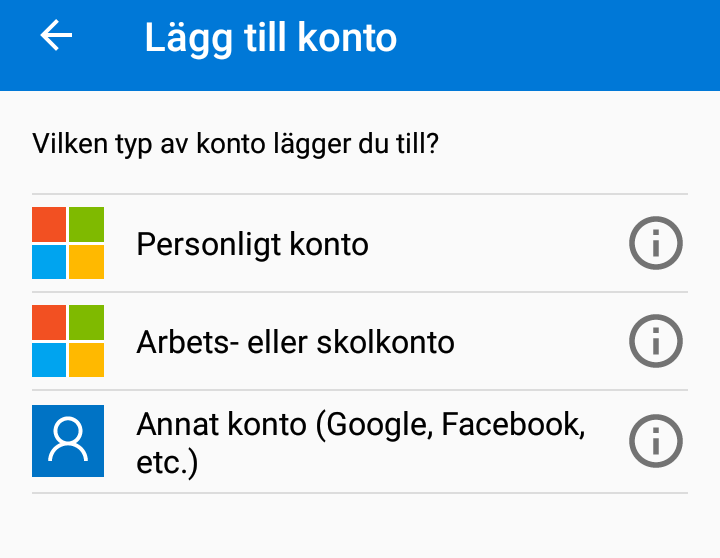 Lägg till konto
Vilken typ av konto lägger du till?
Personligt konto
Arbets- eller skolkonto
Annat konto (Google, Facebook,
etc.)